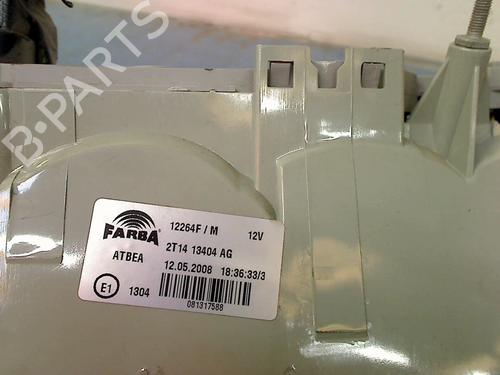 B-PARTS
FARBA
12264F / M 12V
ATBEA 2T14 13404 AG
12.05.2008 18:36:33/3
E1 1304
081317588